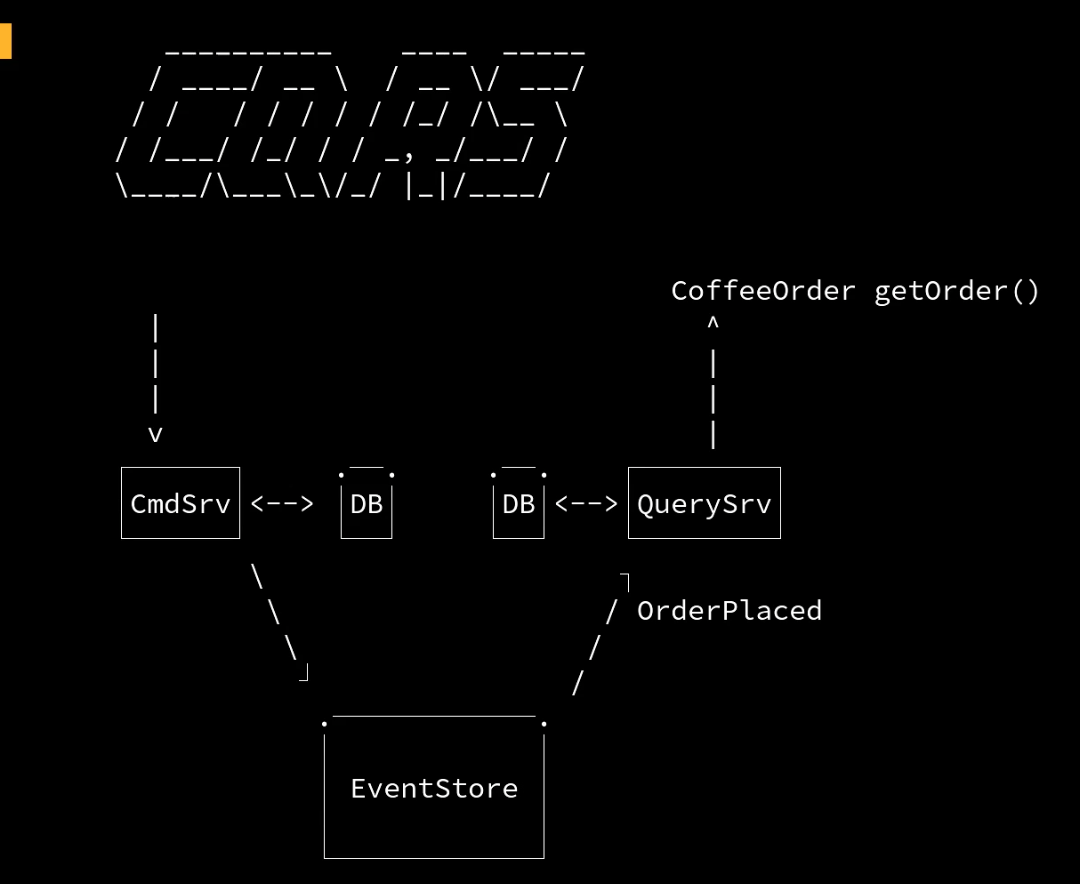 CQRS
CoffeeOrder getOrder()
CmdSrv <--> DB DB <--> QuerySrv
OrderPlaced
EventStore